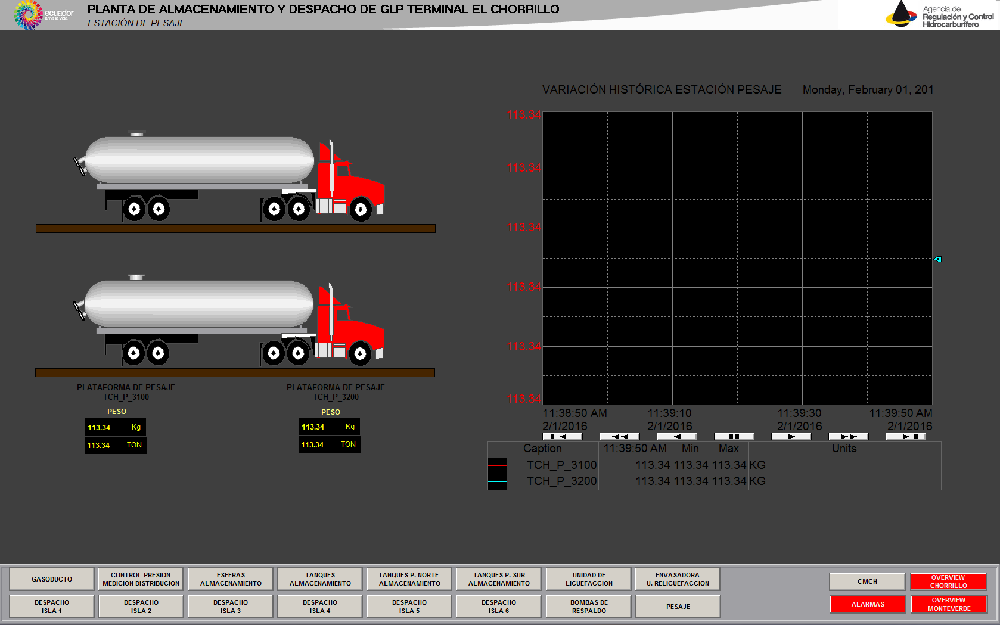 ecuador
ama la vida
PLANTA DE ALMACENAMIENTO Y DESPACHO DE GLP TERMINAL EL CHORRILLO
ESTACIÓN DE PESAJE
Agencia de
Regulación y Control
Hidrocarburífero
VARIACIÓN HISTÓRICA ESTACIÓN PESAJE Monday, February 01, 201
113.34
113.34
113.34
113.34
113.34
113.34
11:38:50 AM 11:39:10 11:39:30 11:39:50 AM
2/1/2016 2/1/2016 2/1/2016 2/1/2016
Caption 11:39:50 AM Min Max Units
TCH_P_3100 113.34 113.34 113.34 KG
TCH_P_3200 113.34 113.34 113.34 KG
PLATAFORMA DE PESAJE
TCH_P_3100
PESO
113.34 Kg
113.34 TON
PLATAFORMA DE PESAJE
TCH_P_3200
PESO
113.34 Kg
113.34 TON
GASODUCTO
CONTROL PRESION
MEDICION DISTRIBUCION
ESFERAS
ALMACENAMIENTO
TANQUES
ALMACENAMIENTO
TANQUES P. NORTE
ALMACENAMIENTO
TANQUES P. SUR
ALMACENAMIENTO
UNIDAD DE
LICUEFACCION
ENVASADORA
U. RELICUEFACCION
CMCH
OVERVIEW
CHORRILLO
DESPACHO
ISLA 1
DESPACHO
ISLA 2
DESPACHO
ISLA 3
DESPACHO
ISLA 4
DESPACHO
ISLA 5
DESPACHO
ISLA 6
BOMBAS DE
RESPALDO
PESAJE
ALARMAS
OVERVIEW
MONTEVERDE